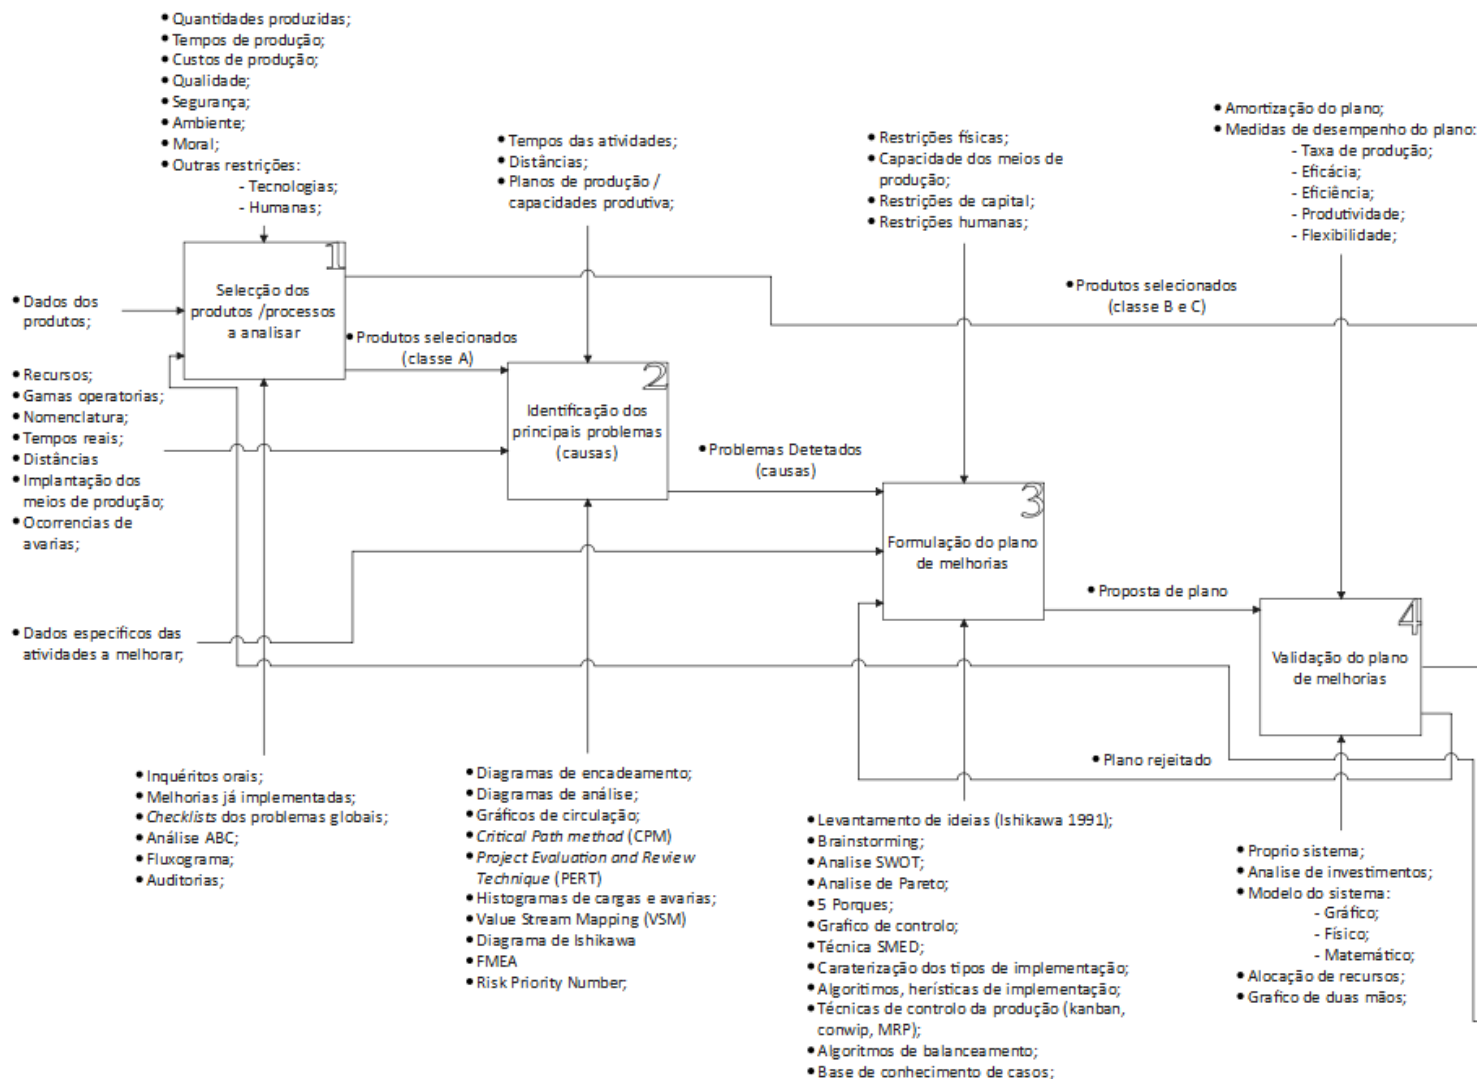 • Quantidades produzidas;
• Tempos de produção;
• Custos de produção;
• Qualidade;
• Segurança;
• Ambiente;
• Moral;
• Outras restrições:
- Tecnologias;
- Humanas;
• Tempos das atividades;
• Distâncias;
• Planos de produção /
capacidades produtiva;
• Restrições físicas;
• Capacidade dos meios de
produção;
• Restrições de capital;
• Restrições humanas;
• Amortização do plano;
• Medidas de desempenho do plano:
- Taxa de produção;
- Eficácia;
- Eficiência;
- Produtividade;
- Flexibilidade;
1
Selecção dos
produtos /processos
a analisar
• Dados dos
produtos;
• Produtos selecionados
(classe B e C)
• Produtos selecionados
(classe A)
• Recursos;
• Gamas operatorias;
• Nomenclatura;
• Tempos reais;
• Distâncias
• Implantação dos
meios de produção;
• Ocorrencias de
avarias;
2
Identificação dos
principais problemas
(causas)
• Problemas Detetados
(causas)
3
Formulação do plano
de melhorias
• Proposta de plano
4
Validação do plano
de melhorias
• Dados especificos das
atividades a melhorar;
• Plano rejeitado
• Inquéritos orais;
• Melhorias já implementadas;
• Checklists dos problemas globais;
• Análise ABC;
• Fluxograma;
• Auditorias;
• Diagramas de encadeamento;
• Diagramas de análise;
• Gráficos de circulação;
• Critical Path method (CPM)
• Project Evaluation and Review
Technique (PERT)
• Histogramas de cargas e avarias;
• Value Stream Mapping (VSM)
• Diagrama de Ishikawa
• FMEA
• Risk Priority Number;
• Levantamento de ideias (Ishikawa 1991);
• Brainstorming;
• Analise SWOT;
• Analise de Pareto;
• 5 Porques;
• Grafico de controlo;
• Técnica SMED;
• Caraterização dos tipos de implementação;
• Algoritimos, herísticas de implementação;
• Técnicas de controlo da produção (kanban,
conwip, MRP);
• Algoritmos de balanceamento;
• Base de conhecimento de casos;
• Proprio sistema;
• Analise de investimentos;
• Modelo do sistema:
- Gráfico;
- Físico;
- Matemático;
• Alocação de recursos;
• Grafico de duas mãos;